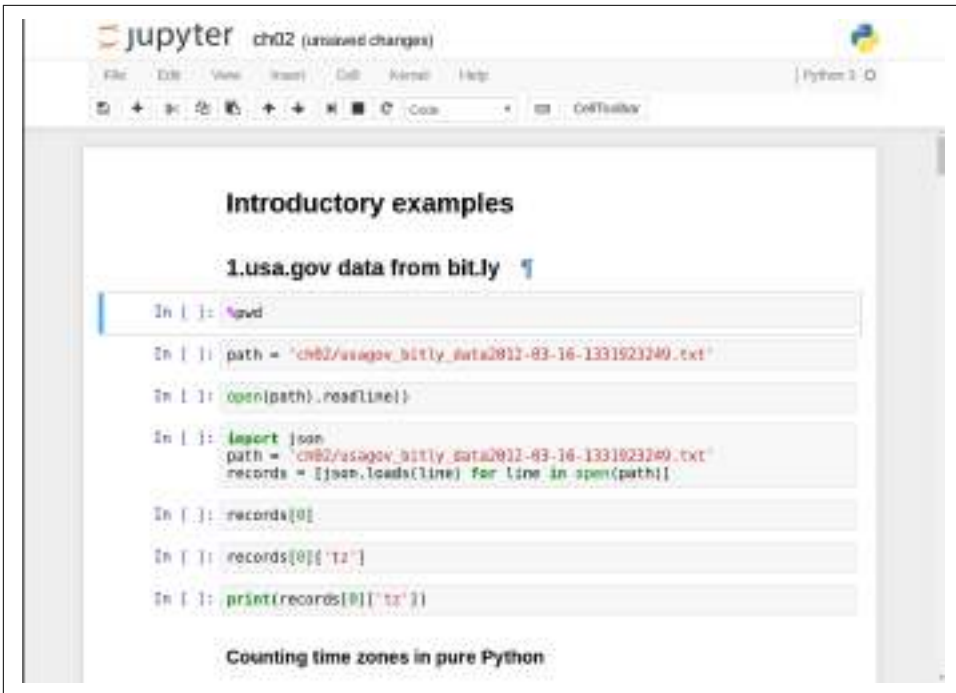 jupyter ch02 (unsaved changes)
File Edit View Insert Cell Kernel Help | Python 3 O
Code CellToolbar
Introductory examples
1.usa.gov data from bit.ly ¶
In [ ]: %pwd
In [ ]: path = 'ch02/usagov_bitly_data2012-03-16-1331923249.txt'
In [ ]: open(path).readline()
In [ ]: import json
path = 'ch02/usagov_bitly_data2012-03-16-1331923249.txt'
records = [json.loads(line) for line in open(path)]
In [ ]: records[0]
In [ ]: records[0]['tz']
In [ ]: print(records[0]['tz'])
Counting time zones in pure Python